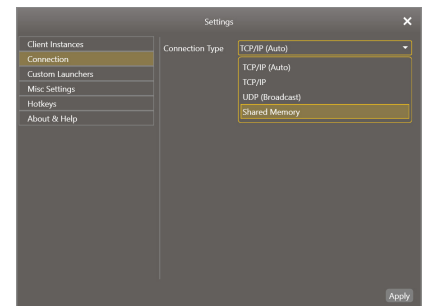 Settings
Client Instances
Connection
Custom Launchers
Misc Settings
Hotkeys
About & Help
Connection Type
TCP/IP (Auto)
TCP/IP (Auto)
TCP/IP
UDP (Broadcast)
Shared Memory
Apply